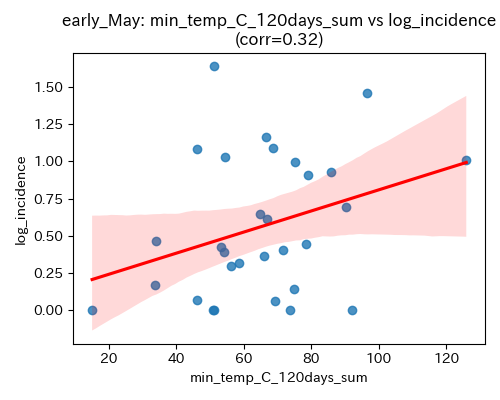 early_May: min_temp_C_120days_sum vs log_incidence
(corr=0.32)
log_incidence
1.50
1.25
1.00
0.75
0.50
0.25
0.00
20 40 60 80 100 120
min_temp_C_120days_sum